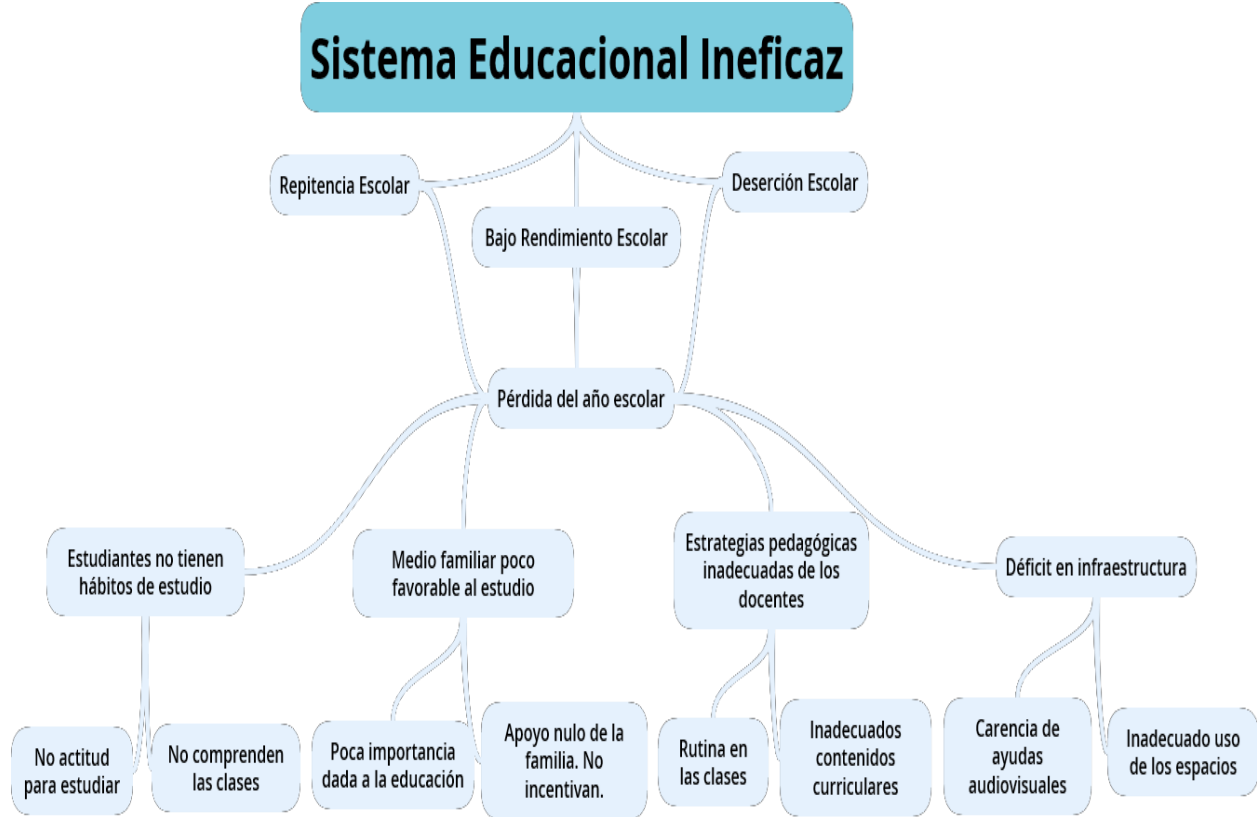 Sistema Educacional Ineficaz
Repitencia Escolar
Bajo Rendimiento Escolar
Deserción Escolar
Pérdida del año escolar
Estudiantes no tienen
hábitos de estudio
Medio familiar poco
favorable al estudio
Estrategias pedagógicas
inadecuadas de los
docentes
Déficit en infraestructura
No actitud
para estudiar
No comprenden
las clases
Poca importancia
dada a la educación
Apoyo nulo de la
familia. No
incentivan.
Rutina en
las clases
Inadecuados
contenidos
curriculares
Carencia de
ayudas
audiovisuales
Inadecuado uso
de los espacios